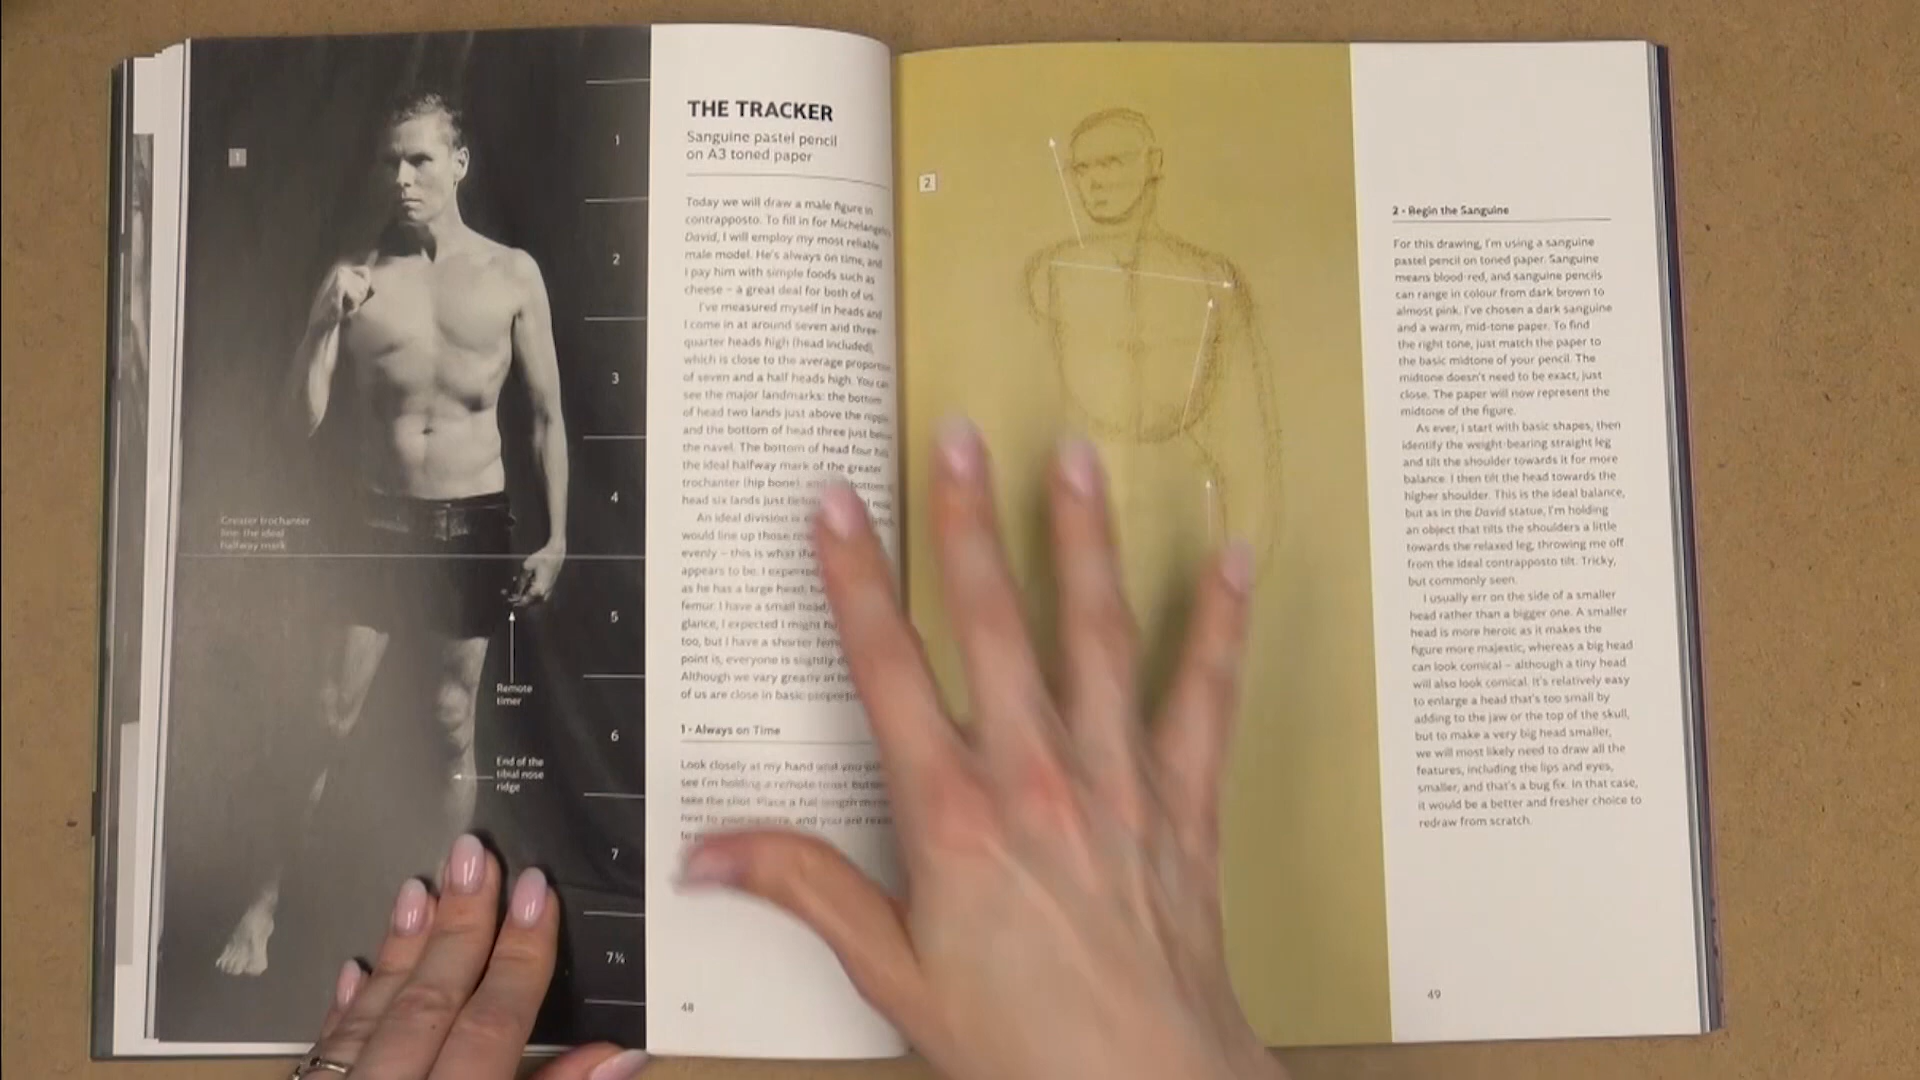 1
Greater trochanter
line: the ideal
halfway mark
Remote
timer
End of the
tibial nose
ridge
1
2
3
4
5
6
7
7¾
THE TRACKER
Sanguine pastel pencil
on A3 toned paper
Today we will draw a male figure in
contrapposto. To fill in for Michelangelo's
David, I will employ my most reliable
male model. He's always on time, and
I pay him with simple foods such as
cheese – a great deal for both of us.
I've measured myself in heads and
I come in at around seven and three-
quarter heads high (head included),
which is close to the average proportion
of seven and a half heads high. You can
see the major landmarks: the bottom
of head two lands just above the nipple
and the bottom of head three just below
the navel. The bottom of head four hits
the ideal halfway mark of the greater
trochanter (hip bone), and bottom
head six lands just below
An ideal division is
would line up those
evenly – this is what the
appears to be. I expected
as he has a large head,
femur. I have a small head,
glance, I expected I might
too, but I have a shorter
point is, everyone is slightly
Although we vary greatly in
of us are close in basic
1 - Always on Time
Look closely at my hand and you
see I'm holding a remote timer
take the shot. Place a full length
next to your camera, and you are
48
2
2 - Begin the Sanguine
For this drawing, I'm using a sanguine
pastel pencil on toned paper. Sanguine
means blood-red, and sanguine pencils
can range in colour from dark brown to
almost pink. I've chosen a dark sanguine
and a warm, mid-tone paper. To find
the right tone, just match the paper to
the basic midtone of your pencil. The
midtone doesn't need to be exact, just
close. The paper will now represent the
midtone of the figure.
As ever, I start with basic shapes, then
identify the weight-bearing straight leg
and tilt the shoulder towards it for more
balance. I then tilt the head towards the
higher shoulder. This is the ideal balance,
but as in the David statue, I'm holding
an object that tilts the shoulders a little
towards the relaxed leg, throwing me off
from the ideal contrapposto tilt. Tricky,
but commonly seen.
I usually err on the side of a smaller
head rather than a bigger one. A smaller
head is more heroic as it makes the
figure more majestic, whereas a big head
can look comical – although a tiny head
will also look comical. It's relatively easy
to enlarge a head that's too small by
adding to the jaw or the top of the skull,
but to make a very big head smaller,
we will most likely need to draw all the
features, including the lips and eyes,
smaller, and that's a bug fix. In that case,
it would be a better and fresher choice to
redraw from scratch.
49